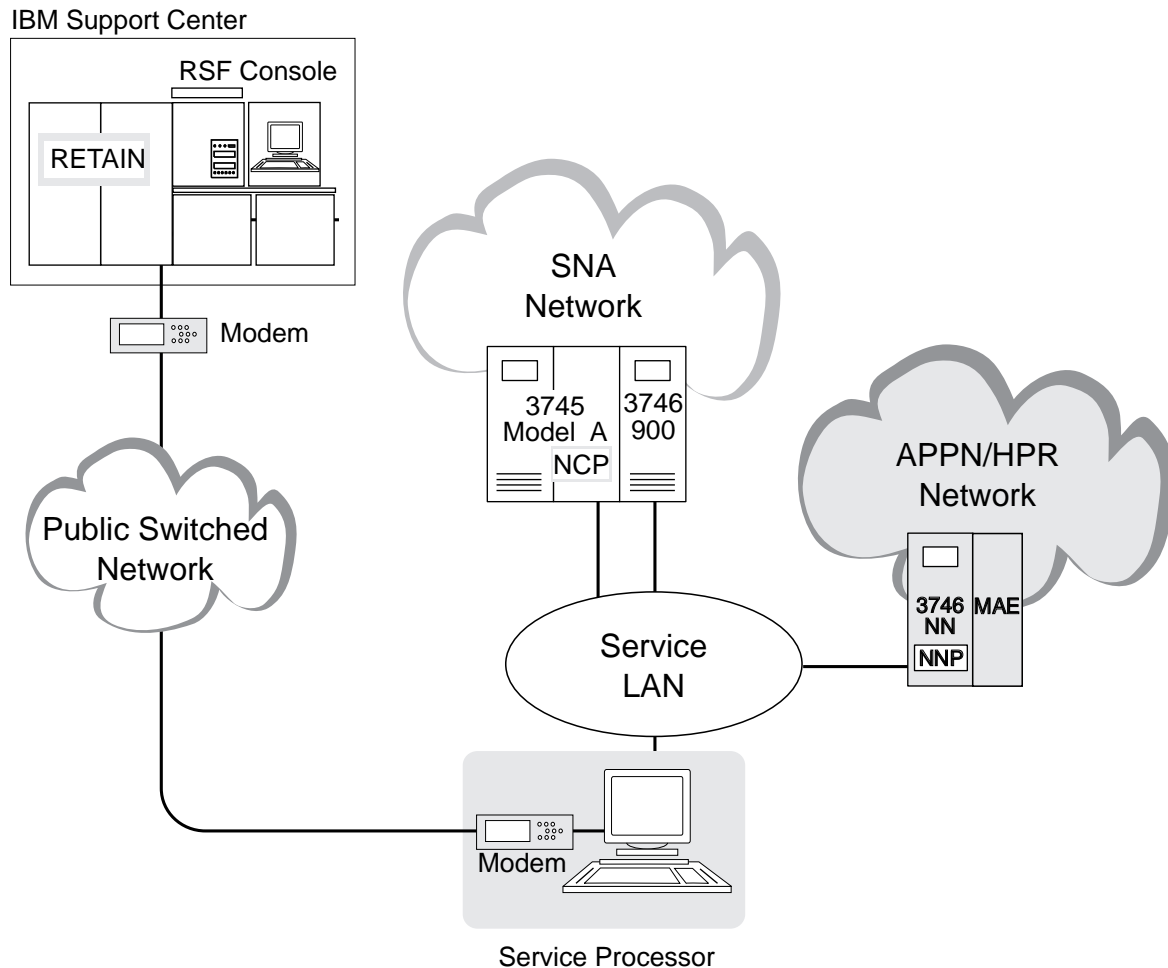 IBM Support Center
RSF Console
RETAIN
Modem
SNA
Network
3745
Model A
NCP
3746
900
APPN/HPR
Network
3746
NN
NNP
MAE
Public Switched
Network
Service
LAN
Modem
Service Processor